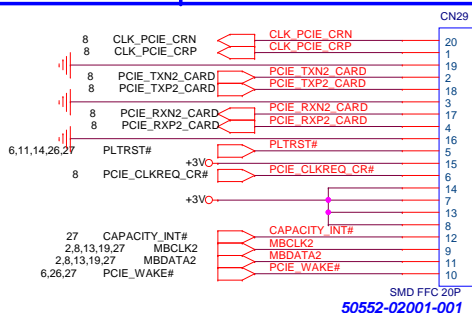 CN29
8 CLK_PCIE_CRN CLK_PCIE_CRN 20
8 CLK_PCIE_CRP CLK_PCIE_CRP 1
19
8 PCIE_TXN2_CARD PCIE_TXN2_CARD 2
8 PCIE_TXP2_CARD PCIE_TXP2_CARD 18
3
8 PCIE_RXN2_CARD PCIE_RXN2_CARD 17
8 PCIE_RXP2_CARD PCIE_RXP2_CARD 4
16
6,11,14,26,27 PLTRST# PLTRST# 5
+3V 15
8 PCIE_CLKREQ_CR# PCIE_CLKREQ_CR# 6
14
+3V 7
13
8
27 CAPACITY_INT# CAPACITY_INT# 12
2,8,13,19,27 MBCLK2 MBCLK2 9
2,8,13,19,27 MBDATA2 MBDATA2 11
6,26,27 PCIE_WAKE# PCIE_WAKE# 10
SMD FFC 20P
50552-02001-001